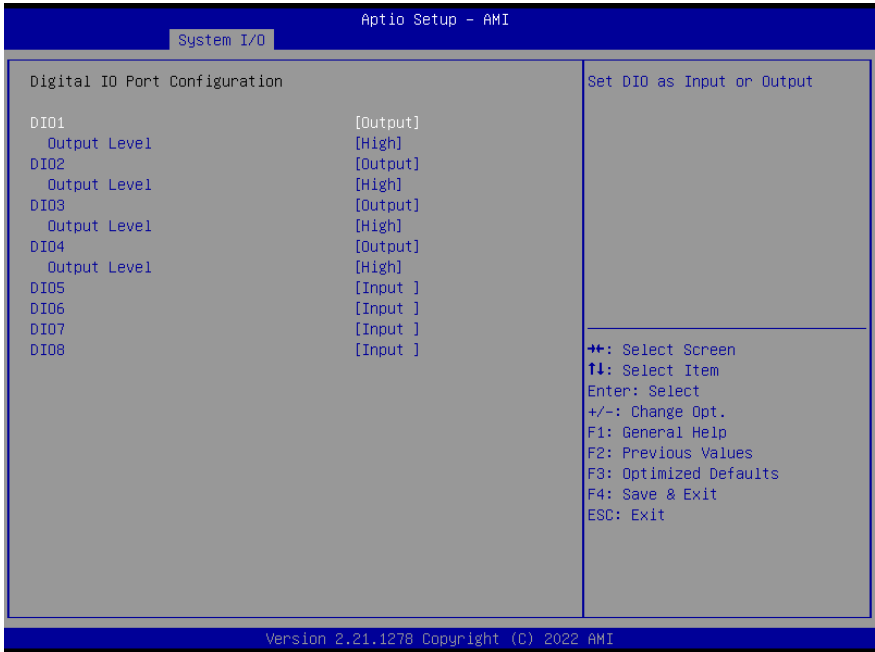 Aptio Setup – AMI
System I/O
Digital IO Port Configuration
DIO1 [Output]
Output Level [High]
DIO2 [Output]
Output Level [High]
DIO3 [Output]
Output Level [High]
DIO4 [Output]
Output Level [High]
DIO5 [Input ]
DIO6 [Input ]
DIO7 [Input ]
DIO8 [Input ]
Set DIO as Input or Output
→←: Select Screen
↑↓: Select Item
Enter: Select
+/-: Change Opt.
F1: General Help
F2: Previous Values
F3: Optimized Defaults
F4: Save & Exit
ESC: Exit
Version 2.21.1278 Copyright (C) 2022 AMI